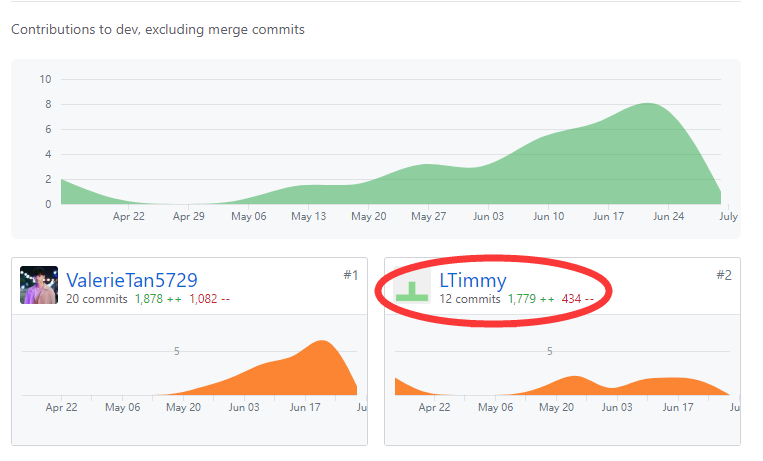 Contributions to dev, excluding merge commits
10
8
6
4
2
0
Apr 22 Apr 29 May 06 May 13 May 20 May 27 Jun 03 Jun 10 Jun 17 Jun 24 July
ValerieTan5729 #1
20 commits 1,878 ++ 1,082 --
5
Apr 22 May 06 May 20 Jun 03 Jun 17 Ju
LTimmy #2
12 commits 1,779 ++ 434 --
5
Apr 22 May 06 May 20 Jun 03 Jun 17 Ju